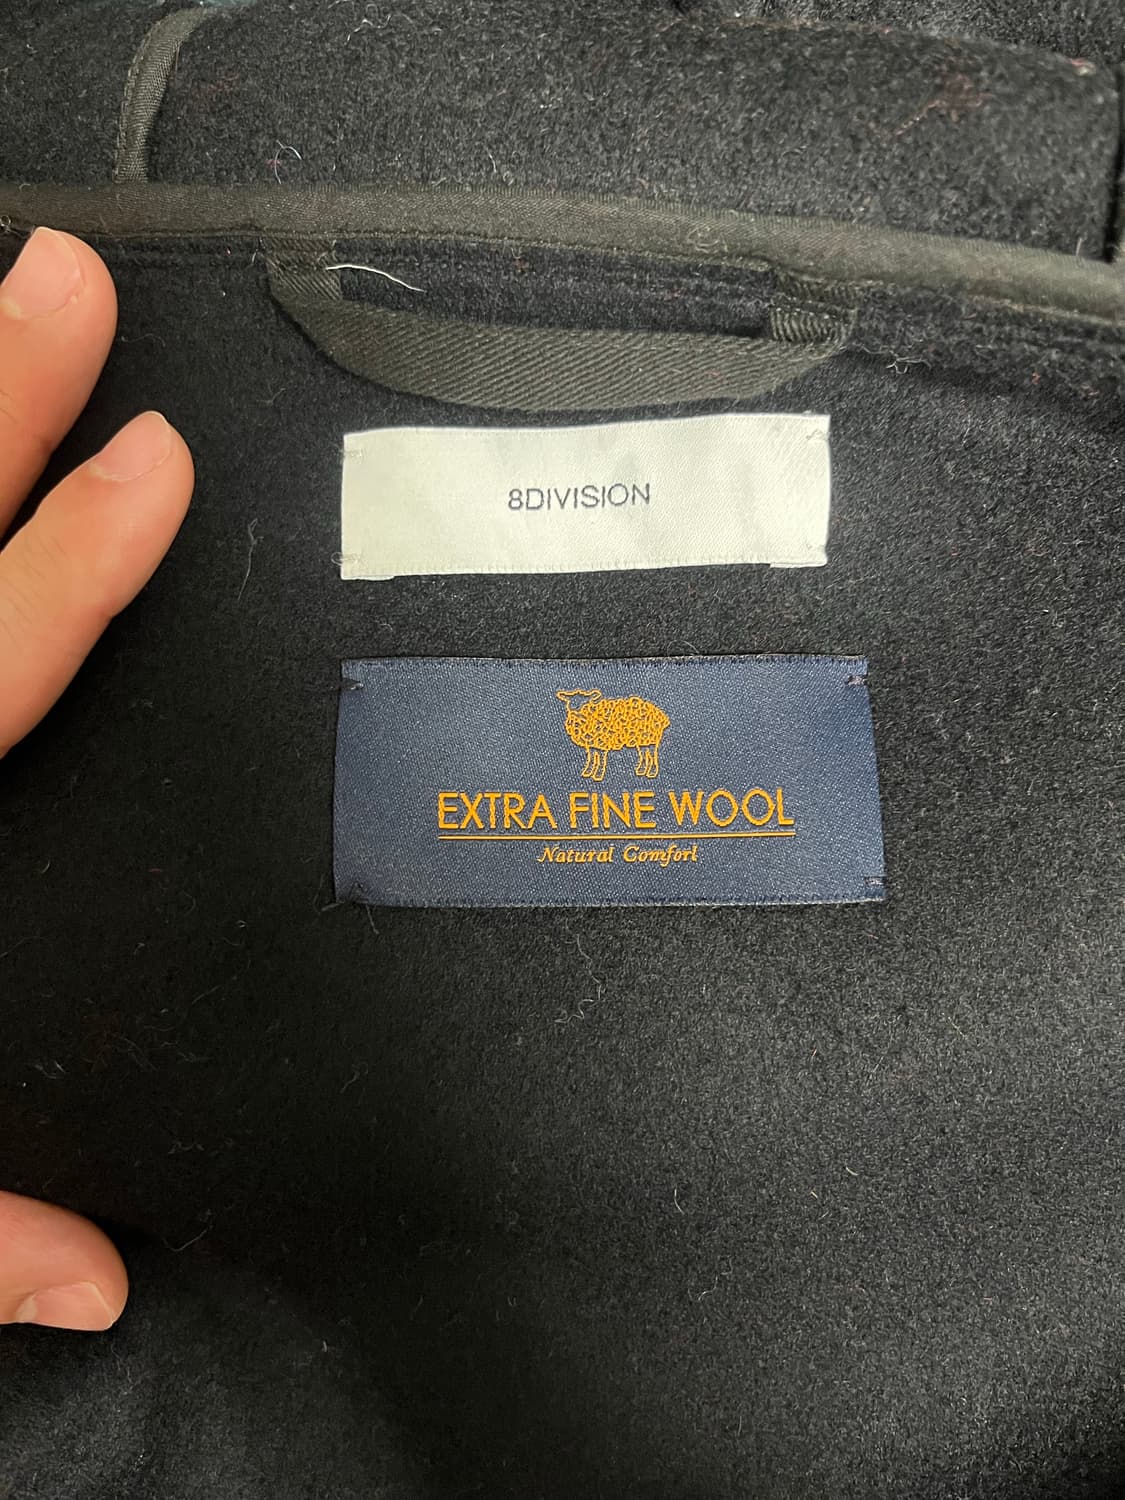 8DIVISION
EXTRA FINE WOOL
Natural Comfort